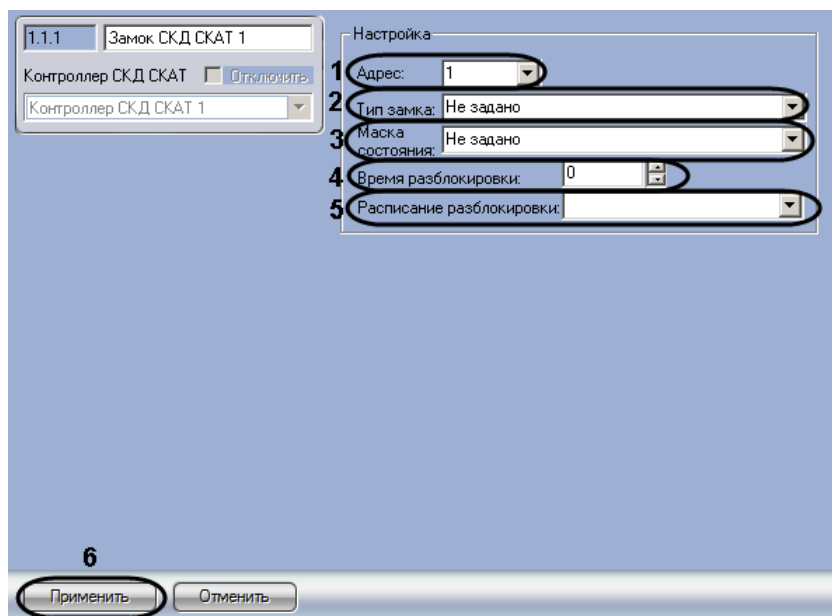 1.1.1 Замок СКД СКАТ 1
Контроллер СКД СКАТ Отключить
Контроллер СКД СКАТ 1
Настройка
1 Адрес: 1
2 Тип замка: Не задано
3 Маска состояния: Не задано
4 Время разблокировки: 0
5 Расписание разблокировки:
6
Применить Отменить